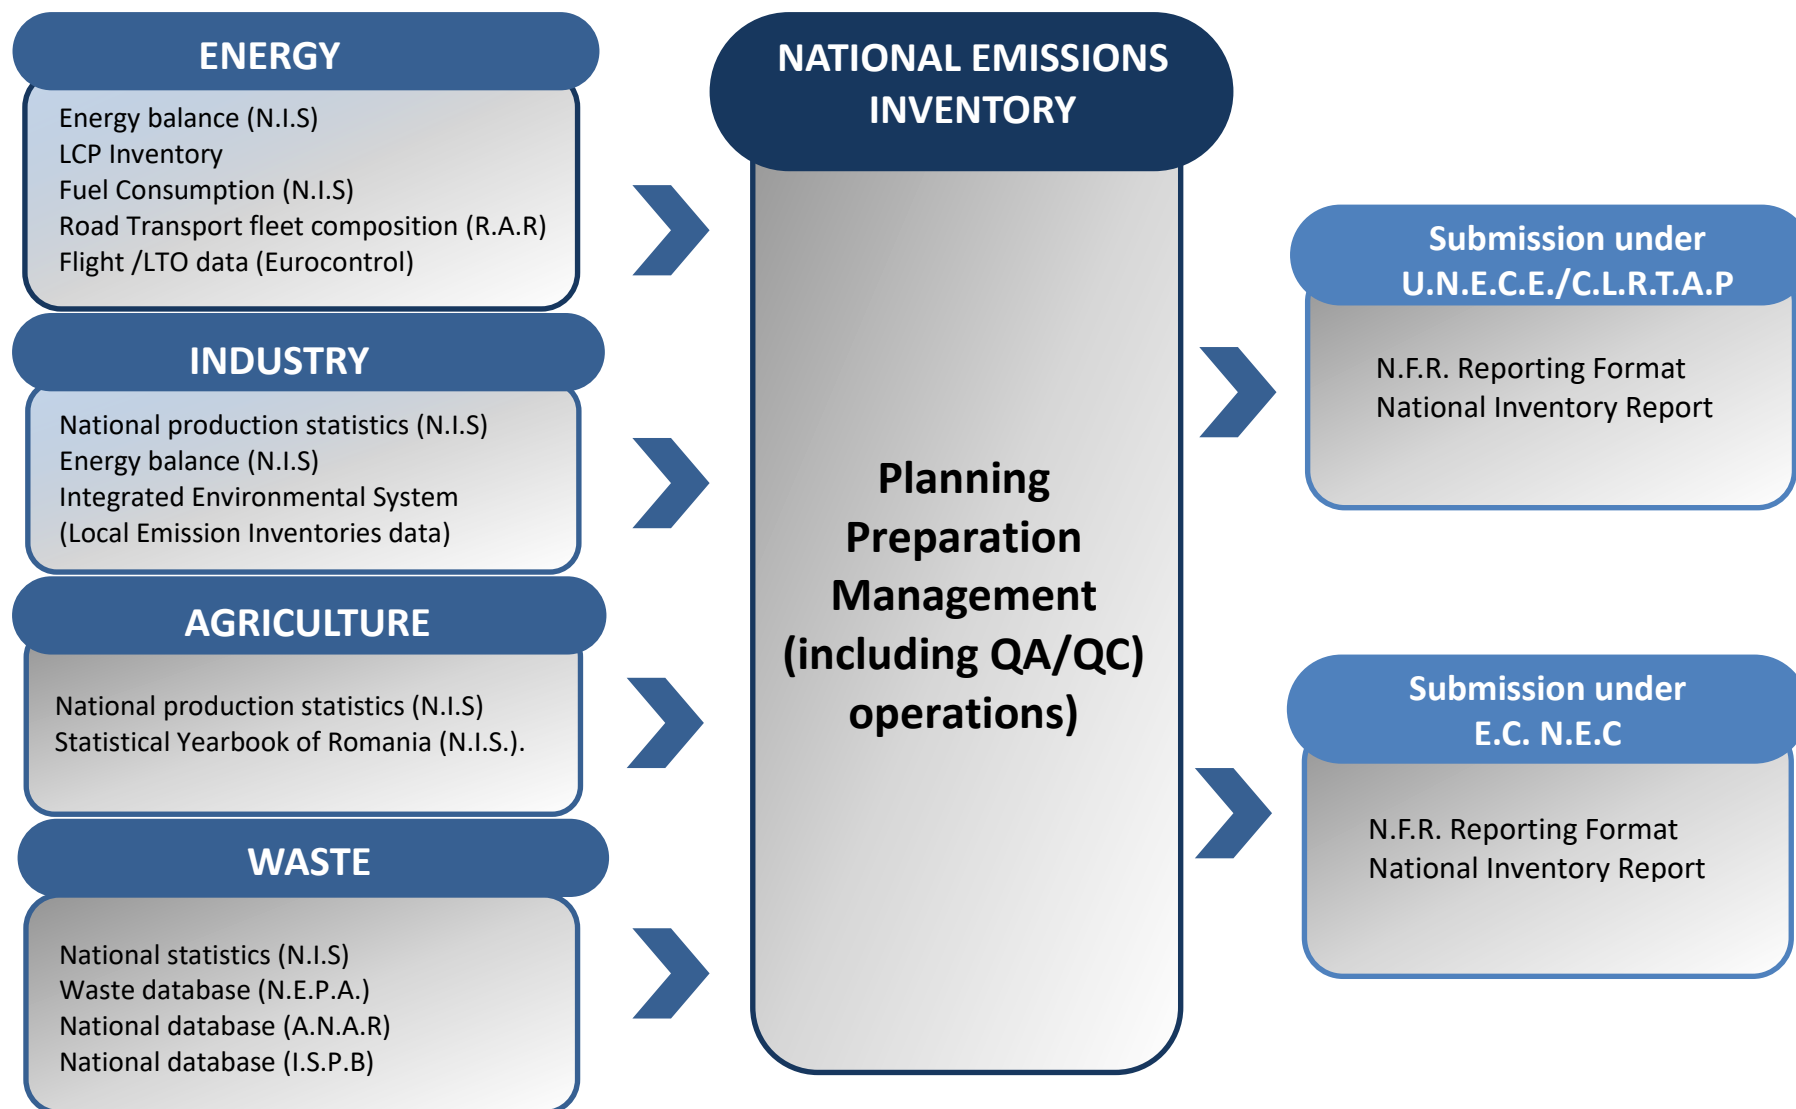 ENERGY
Energy balance (N.I.S)
LCP Inventory
Fuel Consumption (N.I.S)
Road Transport fleet composition (R.A.R)
Flight /LTO data (Eurocontrol)
INDUSTRY
National production statistics (N.I.S)
Energy balance (N.I.S)
Integrated Environmental System
(Local Emission Inventories data)
AGRICULTURE
National production statistics (N.I.S)
Statistical Yearbook of Romania (N.I.S.).
WASTE
National statistics (N.I.S)
Waste database (N.E.P.A.)
National database (A.N.A.R)
National database (I.S.P.B)
NATIONAL EMISSIONS
INVENTORY
Planning
Preparation
Management
(including QA/QC)
operations)
Submission under
U.N.E.C.E./C.L.R.T.A.P
N.F.R. Reporting Format
National Inventory Report
Submission under
E.C. N.E.C
N.F.R. Reporting Format
National Inventory Report